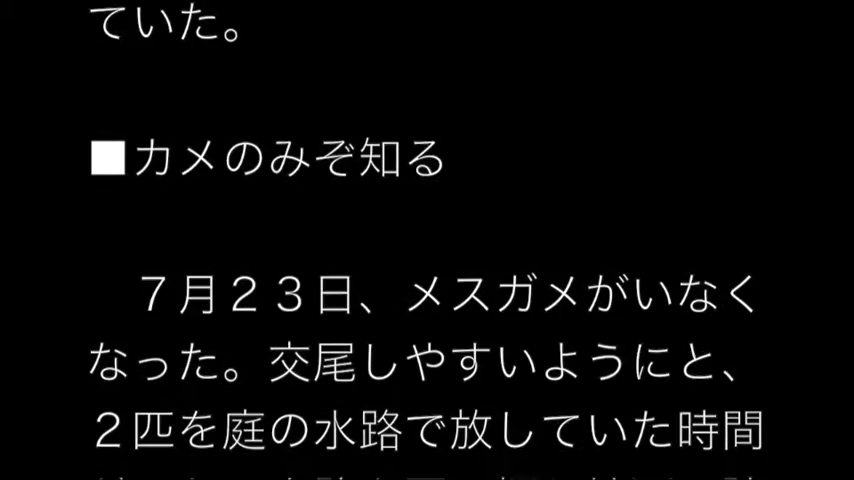 ていた。
■カメのみぞ知る
　７月２３日、メスガメがいなく
なった。交尾しやすいようにと、
２匹を庭の水路で放していた時間